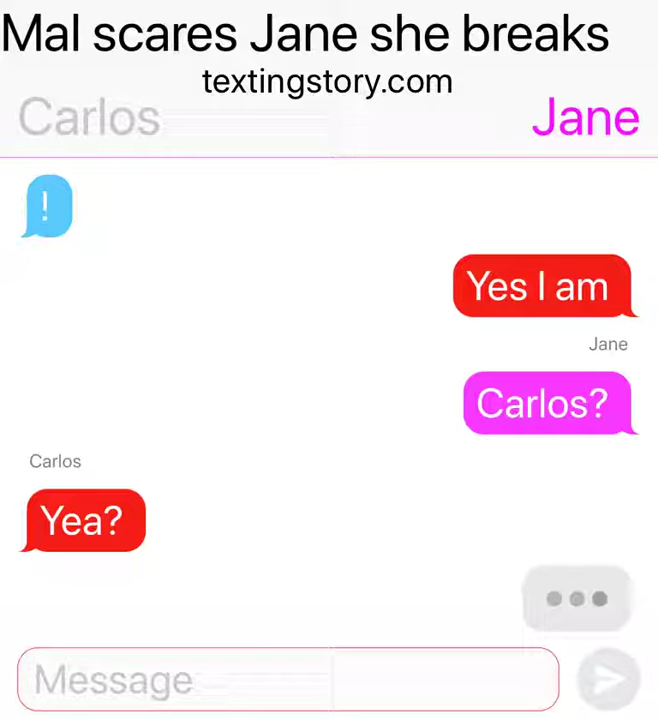 Mal scares Jane she breaks
textingstory.com
Carlos Jane
!
Yes I am
Jane
Carlos?
Carlos
Yea?
Message